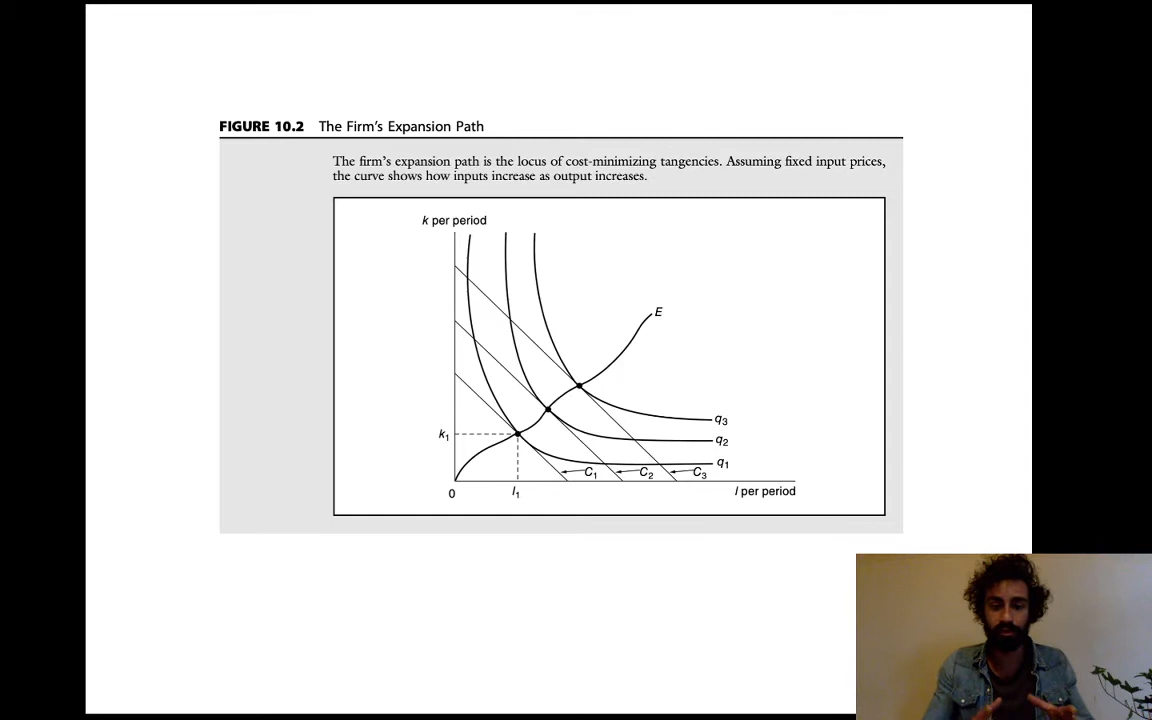 FIGURE 10.2 The Firm's Expansion Path
The firm's expansion path is the locus of cost-minimizing tangencies. Assuming fixed input prices,
the curve shows how inputs increase as output increases.
k per period
E
q3
k1
q2
q1
C1 C2 C3
0 l1 l per period